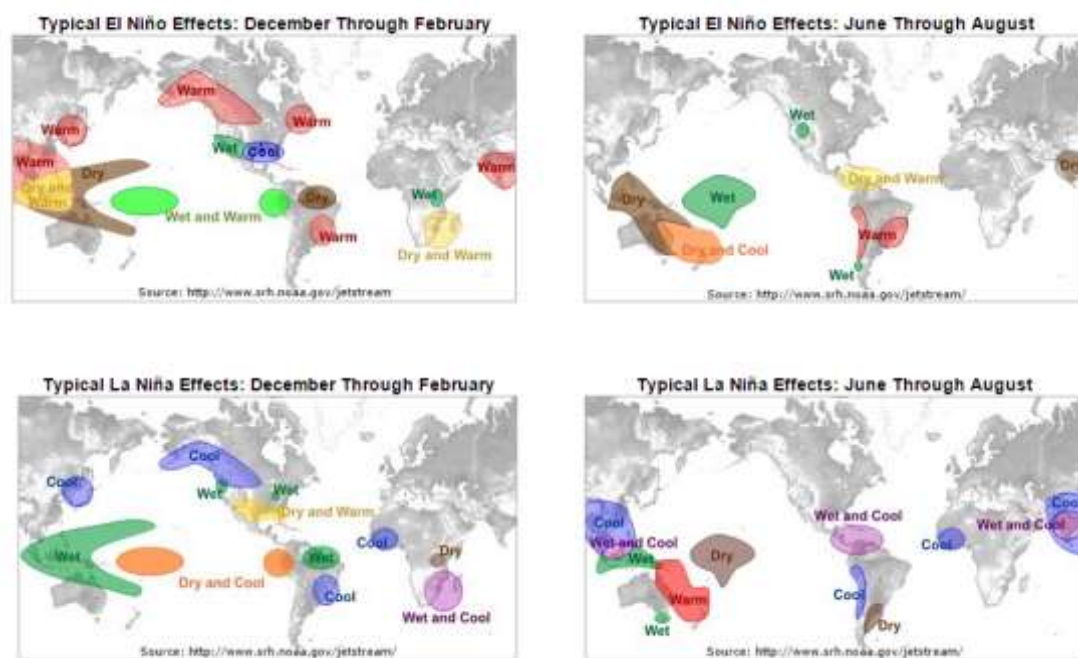 Typical El Niño Effects: December Through February
Warm
Warm
Warm
Wet
Cool
Warm
Dry
Dry and
Warm
Wet and Warm
Dry
Warm
Wet
Dry and Warm
Warm
Source: http://www.srh.noaa.gov/jetstream
Typical El Niño Effects: June Through August
Wet
Dry and Warm
Dry
Wet
Dry and Cool
Warm
Wet
Dry
Source: http://www.srh.noaa.gov/jetstream/
Typical La Niña Effects: December Through February
Cool
Cool
Wet
Wet
Dry and Warm
Wet
Dry and Cool
Wet
Cool
Cool
Dry
Wet and Cool
Source: http://www.srh.noaa.gov/jetstream/
Typical La Niña Effects: June Through August
Cool
Wet and Cool
Wet
Dry
Warm
Wet
Wet and Cool
Cool
Cool
Dry
Wet and Cool
Cool
Source: http://www.srh.noaa.gov/jetstream/